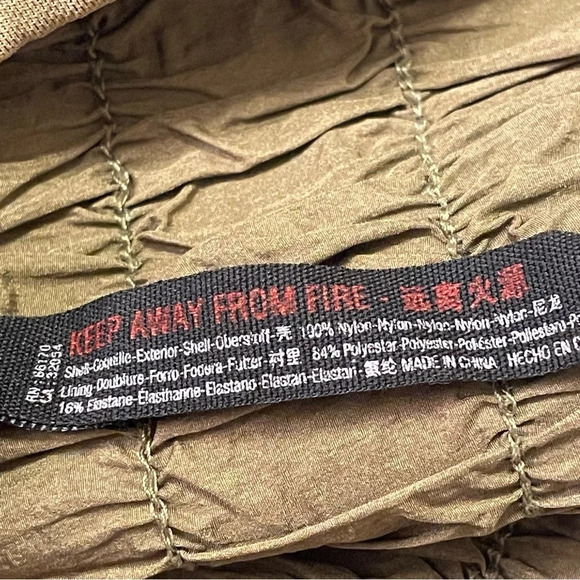 KEEP AWAY FROM FIRE - 远离火源
RN 86170
CA 32054
Shell-Coquille-Exterior-Shell-Oberstoff-壳 100% Nylon-Nylon-Nylon-Nylon-Nylon-尼龙
Lining-Doublure-Forro-Fodera-Futter-衬里 84% Polyester-Polyester-Poliéster-Poliestere-Po
16% Elastane-Elasthanne-Elastano-Elastan-Elastan-氨纶 MADE IN CHINA HECHO EN C